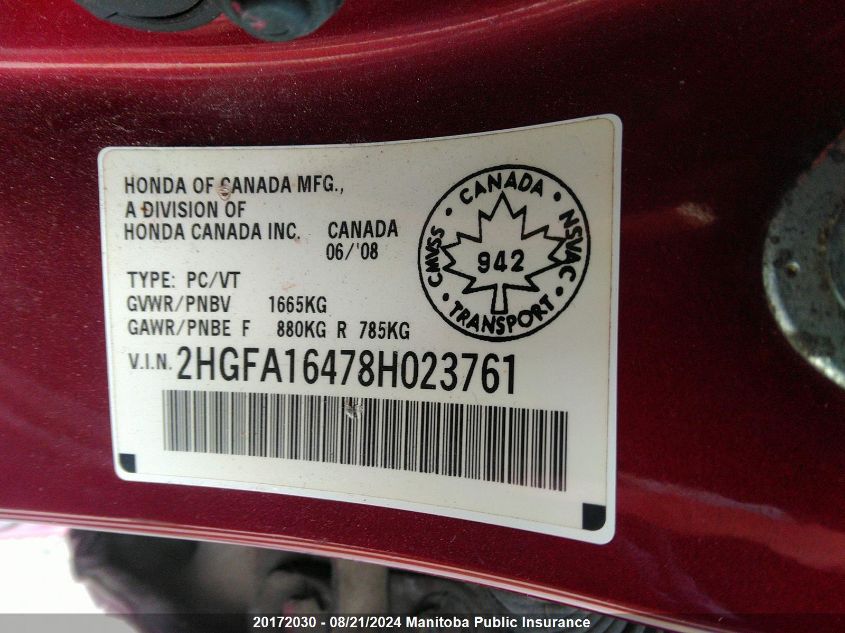 HONDA OF CANADA MFG.,
A DIVISION OF
HONDA CANADA INC. CANADA
06/'08
TYPE: PC/VT
GVWR/PNBV 1665KG
GAWR/PNBE F 880KG R 785KG
V.I.N. 2HGFA16478H023761
· CANADA ·
CMVSS
NSVAC
942
· TRANSPORT ·
20172030 - 08/21/2024 Manitoba Public Insurance